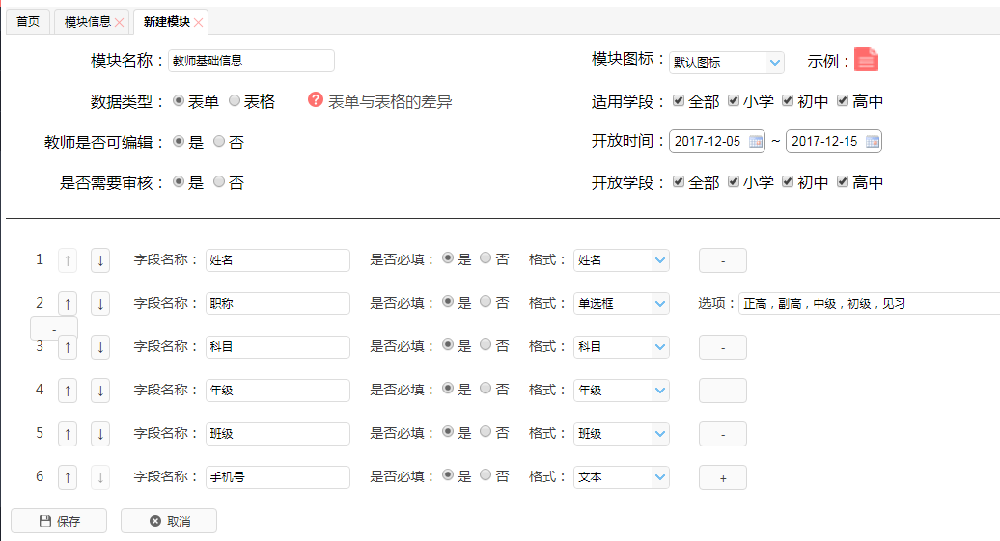 首页 模块信息 新建模块
模块名称： 教师基础信息 模块图标： 默认图标 示例：
数据类型： 表单 表格 ? 表单与表格的差异 适用学段： 全部 小学 初中 高中
教师是否可编辑： 是 否 开放时间： 2017-12-05 ~ 2017-12-15
是否需要审核： 是 否 开放学段： 全部 小学 初中 高中
1 ↑ ↓ 字段名称： 姓名 是否必填： 是 否 格式： 姓名 -
2 ↑ ↓ 字段名称： 职称 是否必填： 是 否 格式： 单选框 选项： 正高，副高，中级，初级，见习
-
3 ↑ ↓ 字段名称： 科目 是否必填： 是 否 格式： 科目 -
4 ↑ ↓ 字段名称： 年级 是否必填： 是 否 格式： 年级 -
5 ↑ ↓ 字段名称： 班级 是否必填： 是 否 格式： 班级 -
6 ↑ ↓ 字段名称： 手机号 是否必填： 是 否 格式： 文本 +
保存 取消